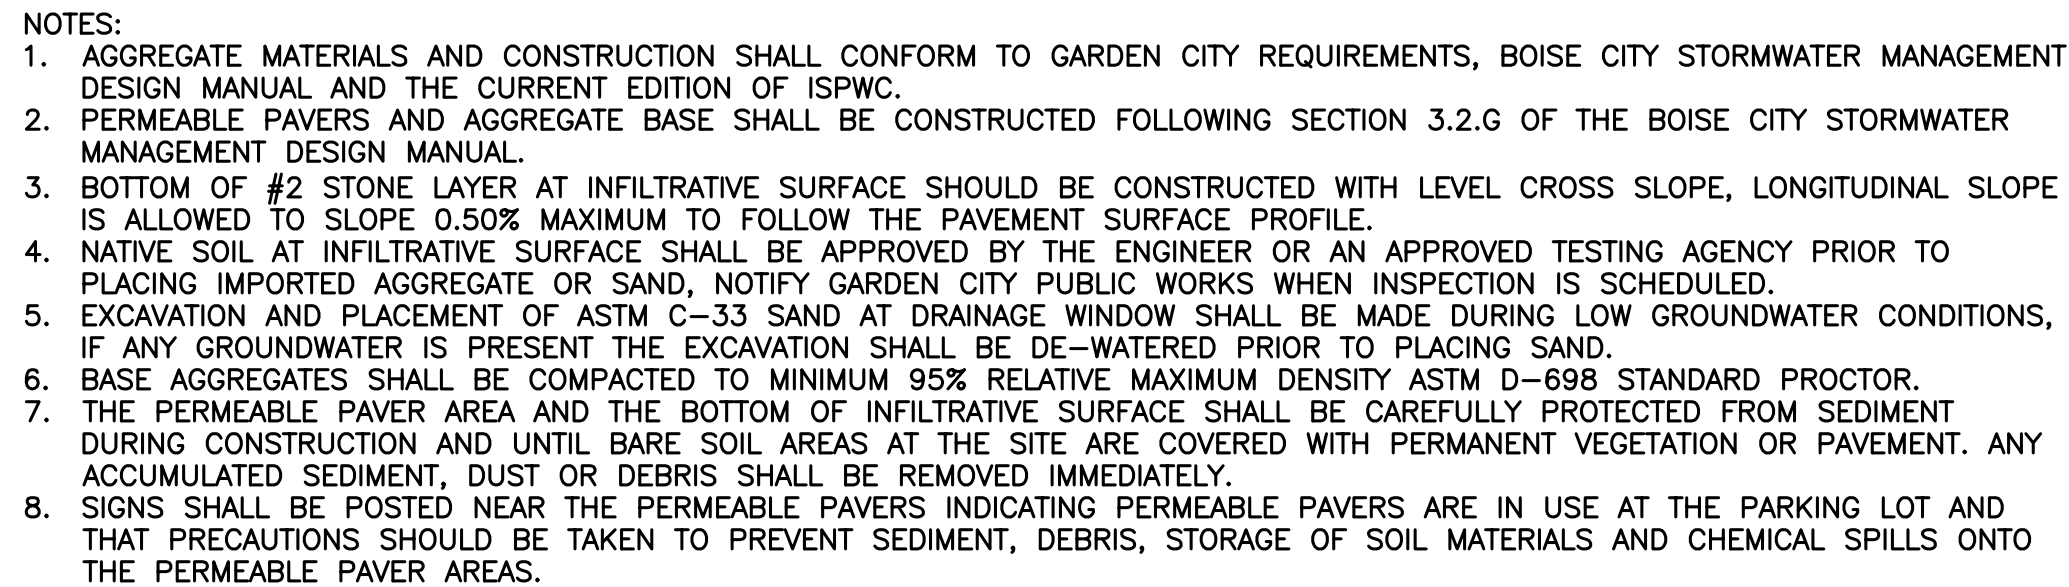 NOTES:
1. AGGREGATE MATERIALS AND CONSTRUCTION SHALL CONFORM TO GARDEN CITY REQUIREMENTS, BOISE CITY STORMWATER MANAGEMENT
DESIGN MANUAL AND THE CURRENT EDITION OF ISPWC.
2. PERMEABLE PAVERS AND AGGREGATE BASE SHALL BE CONSTRUCTED FOLLOWING SECTION 3.2.G OF THE BOISE CITY STORMWATER
MANAGEMENT DESIGN MANUAL.
3. BOTTOM OF #2 STONE LAYER AT INFILTRATIVE SURFACE SHOULD BE CONSTRUCTED WITH LEVEL CROSS SLOPE, LONGITUDINAL SLOPE
IS ALLOWED TO SLOPE 0.50% MAXIMUM TO FOLLOW THE PAVEMENT SURFACE PROFILE.
4. NATIVE SOIL AT INFILTRATIVE SURFACE SHALL BE APPROVED BY THE ENGINEER OR AN APPROVED TESTING AGENCY PRIOR TO
PLACING IMPORTED AGGREGATE OR SAND, NOTIFY GARDEN CITY PUBLIC WORKS WHEN INSPECTION IS SCHEDULED.
5. EXCAVATION AND PLACEMENT OF ASTM C-33 SAND AT DRAINAGE WINDOW SHALL BE MADE DURING LOW GROUNDWATER CONDITIONS,
IF ANY GROUNDWATER IS PRESENT THE EXCAVATION SHALL BE DE-WATERED PRIOR TO PLACING SAND.
6. BASE AGGREGATES SHALL BE COMPACTED TO MINIMUM 95% RELATIVE MAXIMUM DENSITY ASTM D-698 STANDARD PROCTOR.
7. THE PERMEABLE PAVER AREA AND THE BOTTOM OF INFILTRATIVE SURFACE SHALL BE CAREFULLY PROTECTED FROM SEDIMENT
DURING CONSTRUCTION AND UNTIL BARE SOIL AREAS AT THE SITE ARE COVERED WITH PERMANENT VEGETATION OR PAVEMENT. ANY
ACCUMULATED SEDIMENT, DUST OR DEBRIS SHALL BE REMOVED IMMEDIATELY.
8. SIGNS SHALL BE POSTED NEAR THE PERMEABLE PAVERS INDICATING PERMEABLE PAVERS ARE IN USE AT THE PARKING LOT AND
THAT PRECAUTIONS SHOULD BE TAKEN TO PREVENT SEDIMENT, DEBRIS, STORAGE OF SOIL MATERIALS AND CHEMICAL SPILLS ONTO
THE PERMEABLE PAVER AREAS.